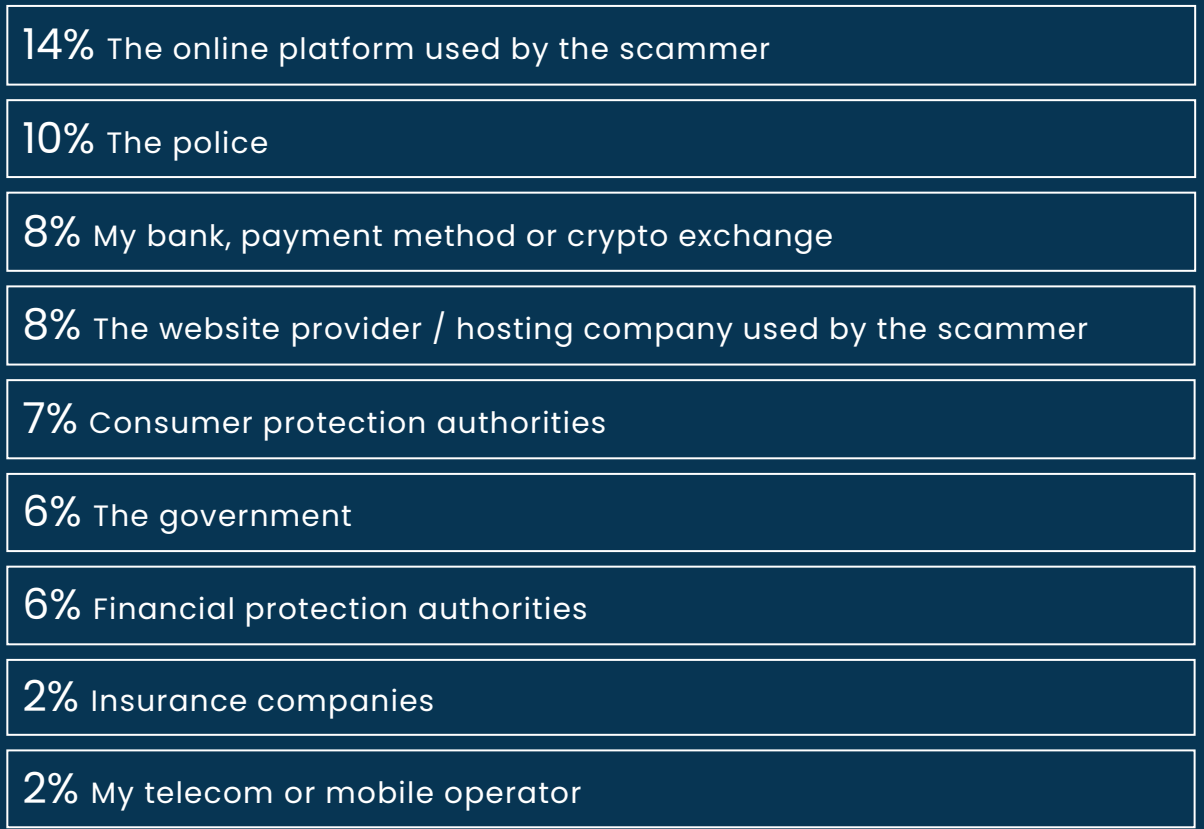 14% The online platform used by the scammer
10% The police
8% My bank, payment method or crypto exchange
8% The website provider / hosting company used by the scammer
7% Consumer protection authorities
6% The government
6% Financial protection authorities
2% Insurance companies
2% My telecom or mobile operator